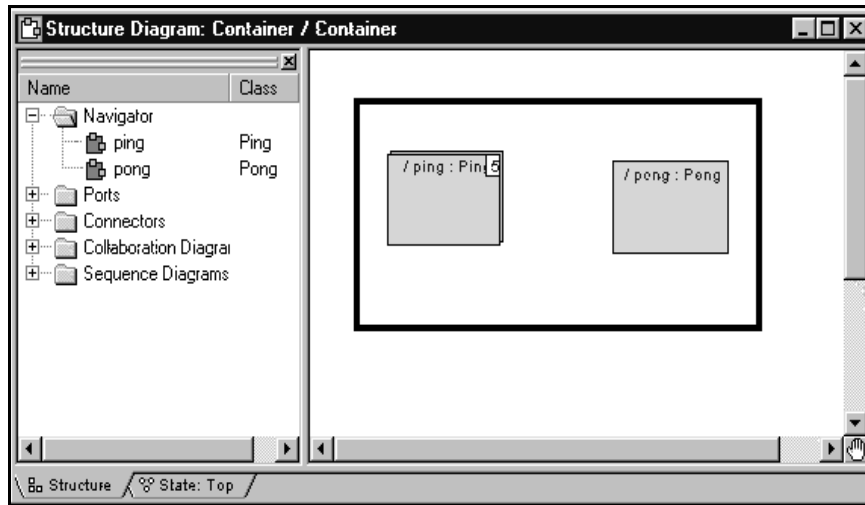 Structure Diagram: Container / Container
Name Class
Navigator
ping Ping
pong Pong
Ports
Connectors
Collaboration Diagrar
Sequence Diagrams
/ ping : Pin 5
/ pong : Pong
Structure State: Top